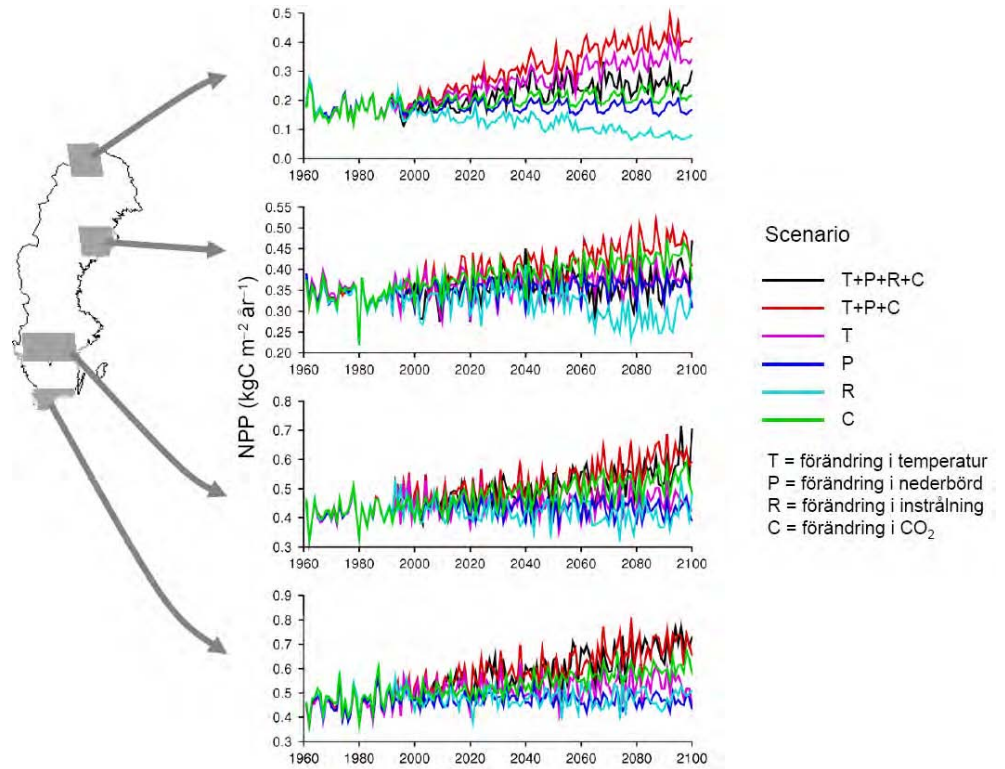 NPP (kgC m⁻² år⁻¹)
0.5
0.4
0.3
0.2
0.1
0.0
1960 1980 2000 2020 2040 2060 2080 2100
0.55
0.50
0.45
0.40
0.35
0.30
0.25
0.20
1960 1980 2000 2020 2040 2060 2080 2100
0.8
0.7
0.6
0.5
0.4
0.3
1960 1980 2000 2020 2040 2060 2080 2100
0.9
0.8
0.7
0.6
0.5
0.4
0.3
1960 1980 2000 2020 2040 2060 2080 2100
Scenario
T+P+R+C
T+P+C
T
P
R
C
T = förändring i temperatur
P = förändring i nederbörd
R = förändring i instrålning
C = förändring i CO₂